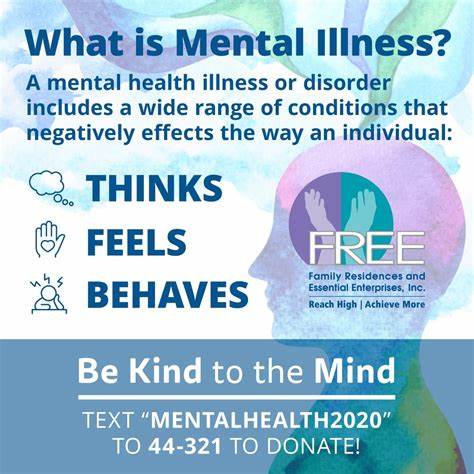 What is Mental Illness?
A mental health illness or disorder
includes a wide range of conditions that
negatively effects the way an individual:
THINKS
FEELS
BEHAVES
FREE
Family Residences and
Essential Enterprises, Inc.
Reach High | Achieve More
Be Kind to the Mind
TEXT “MENTALHEALTH2020”
TO 44-321 TO DONATE!